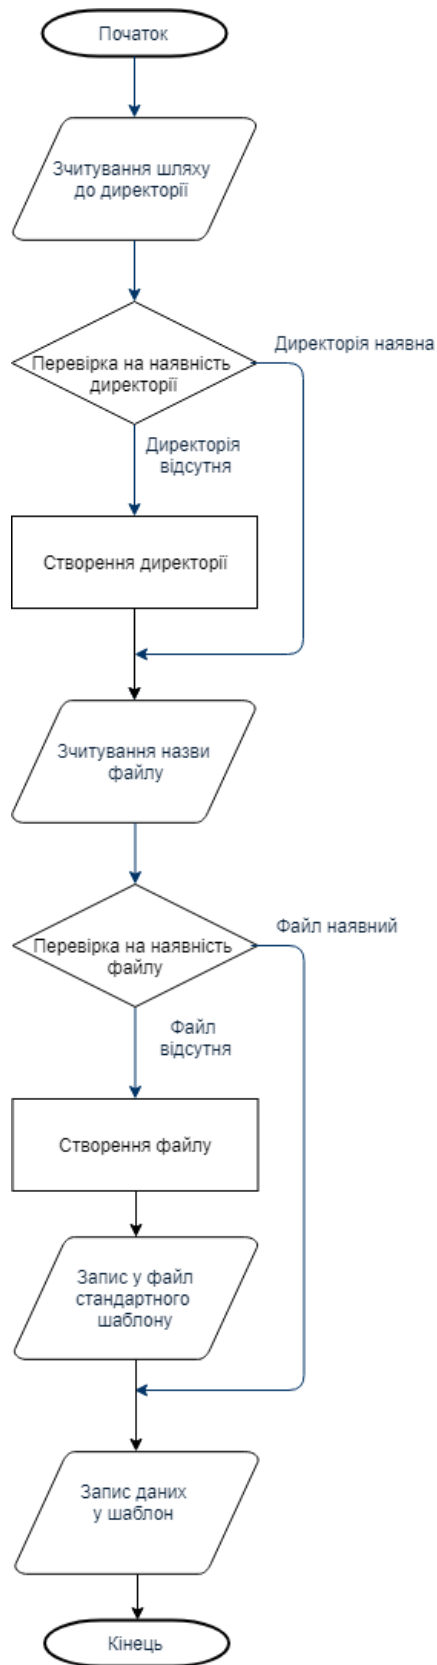 Початок
Зчитування шляху
до директорії
Директорія наявна
Перевірка на наявність
директорії
Директорія
відсутня
Створення директорії
Зчитування назви
файлу
Файл наявний
Перевірка на наявність
файлу
Файл
відсутня
Створення файлу
Запис у файл
стандартного
шаблону
Запис даних
у шаблон
Кінець